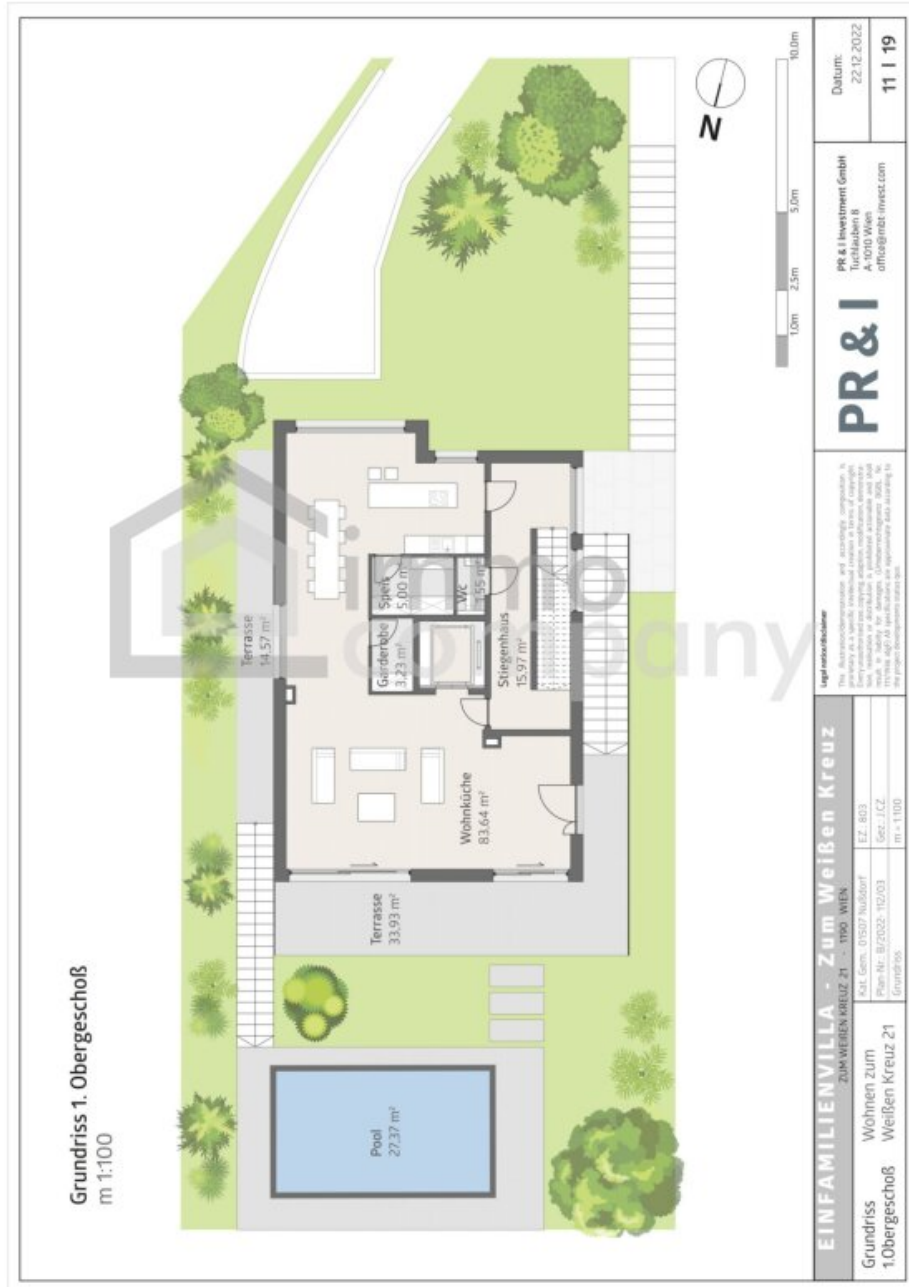 Grundriss 1. Obergeschoß
m 1:100
Terrasse
14.57 m²
Speis
5.00 m²
Wc
Garderobe
3.23 m²
Stiegenhaus
15.97 m²
Wohnküche
83.64 m²
Terrasse
33.93 m²
Pool
27.37 m²
immo
company
N
1,0m
2,5m
5,0m
10,0m
EINFAMILIENVILLA - Zum Weißen Kreuz
ZUM WEIßEN KREUZ 21 - 1190 WIEN
Grundriss
1.Obergeschoß
Wohnen zum
Weißen Kreuz 21
Kat. Gem. 01507 Nußdorf
EZ.: 803
Plan-Nr.: B/2022- 112/03
Gez.: J.CZ.
Grundriss
m - 1:100
Legal notice/disclaimer
PR & I
PR & I Investment GmbH
Tuchlauben 8
A-1010 Wien
office@mbt-invest.com
Datum:
22.12.2022
11 | 19